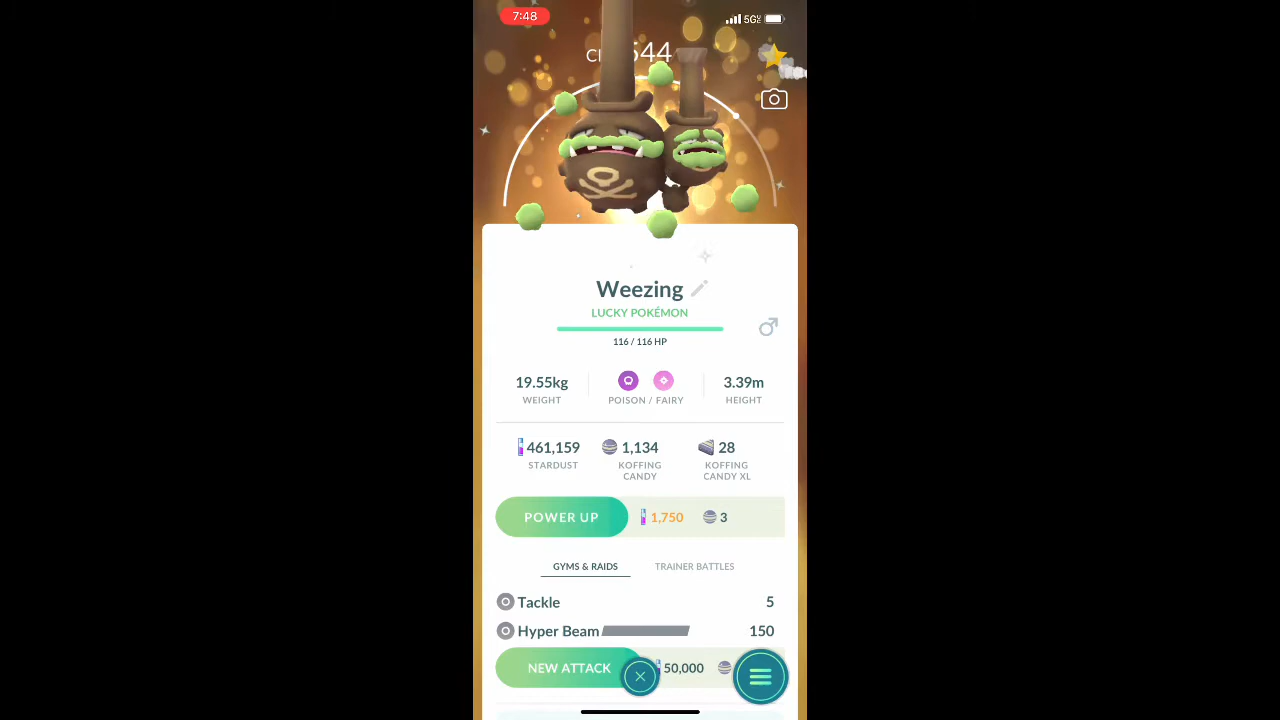 7:48 5G
544
Weezing
LUCKY POKÉMON
116 / 116 HP
19.55kg 3.39m
WEIGHT POISON / FAIRY HEIGHT
461,159 1,134 28
STARDUST KOFFING CANDY KOFFING CANDY XL
POWER UP 1,750 3
GYMS & RAIDS TRAINER BATTLES
Tackle 5
Hyper Beam 150
NEW ATTACK 50,000